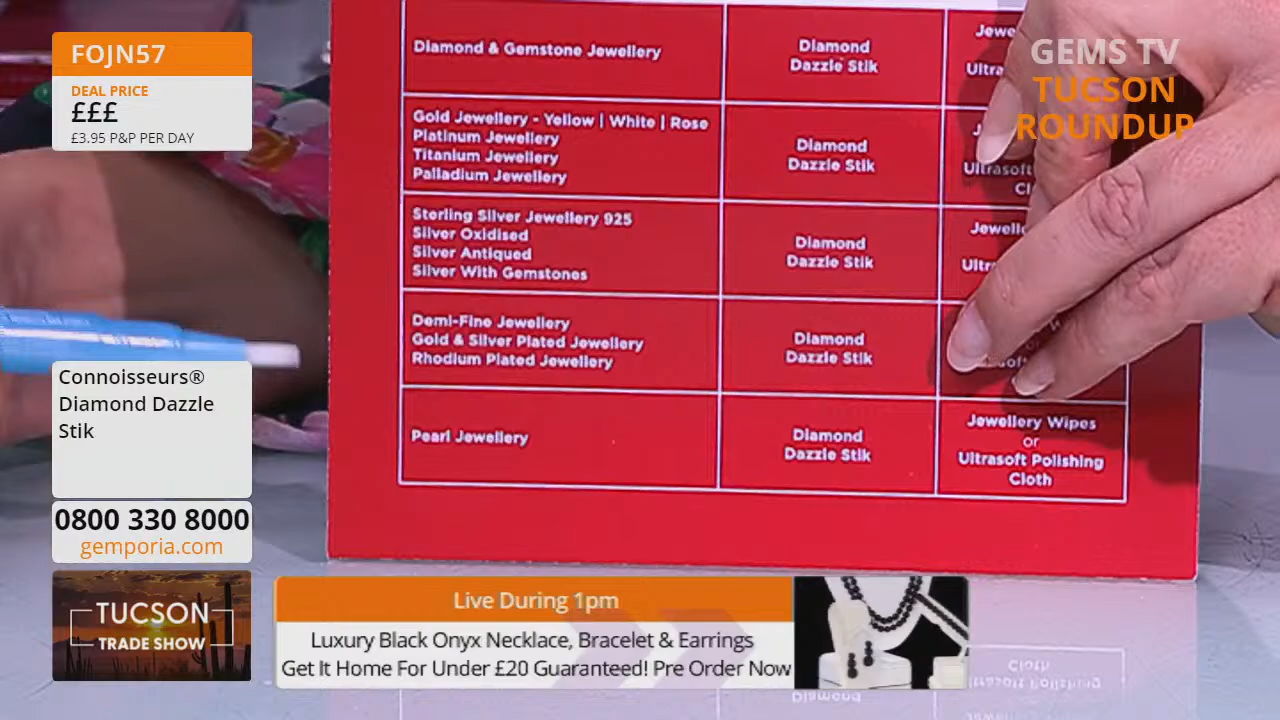 FOJN57
DEAL PRICE
£££
£3.95 P&P PER DAY
GEMS TV
TUCSON
ROUNDUP
Diamond & Gemstone Jewellery
Diamond
Dazzle Stik
Gold Jewellery - Yellow | White | Rose
Platinum Jewellery
Titanium Jewellery
Palladium Jewellery
Diamond
Dazzle Stik
Sterling Silver Jewellery 925
Silver Oxidised
Silver Antiqued
Silver With Gemstones
Diamond
Dazzle Stik
Demi-Fine Jewellery
Gold & Silver Plated Jewellery
Rhodium Plated Jewellery
Diamond
Dazzle Stik
Pearl Jewellery
Diamond
Dazzle Stik
Jewellery Wipes
or
Ultrasoft Polishing
Cloth
Connoisseurs®
Diamond Dazzle
Stik
0800 330 8000
gemporia.com
TUCSON
TRADE SHOW
Live During 1pm
Luxury Black Onyx Necklace, Bracelet & Earrings
Get It Home For Under £20 Guaranteed! Pre Order Now